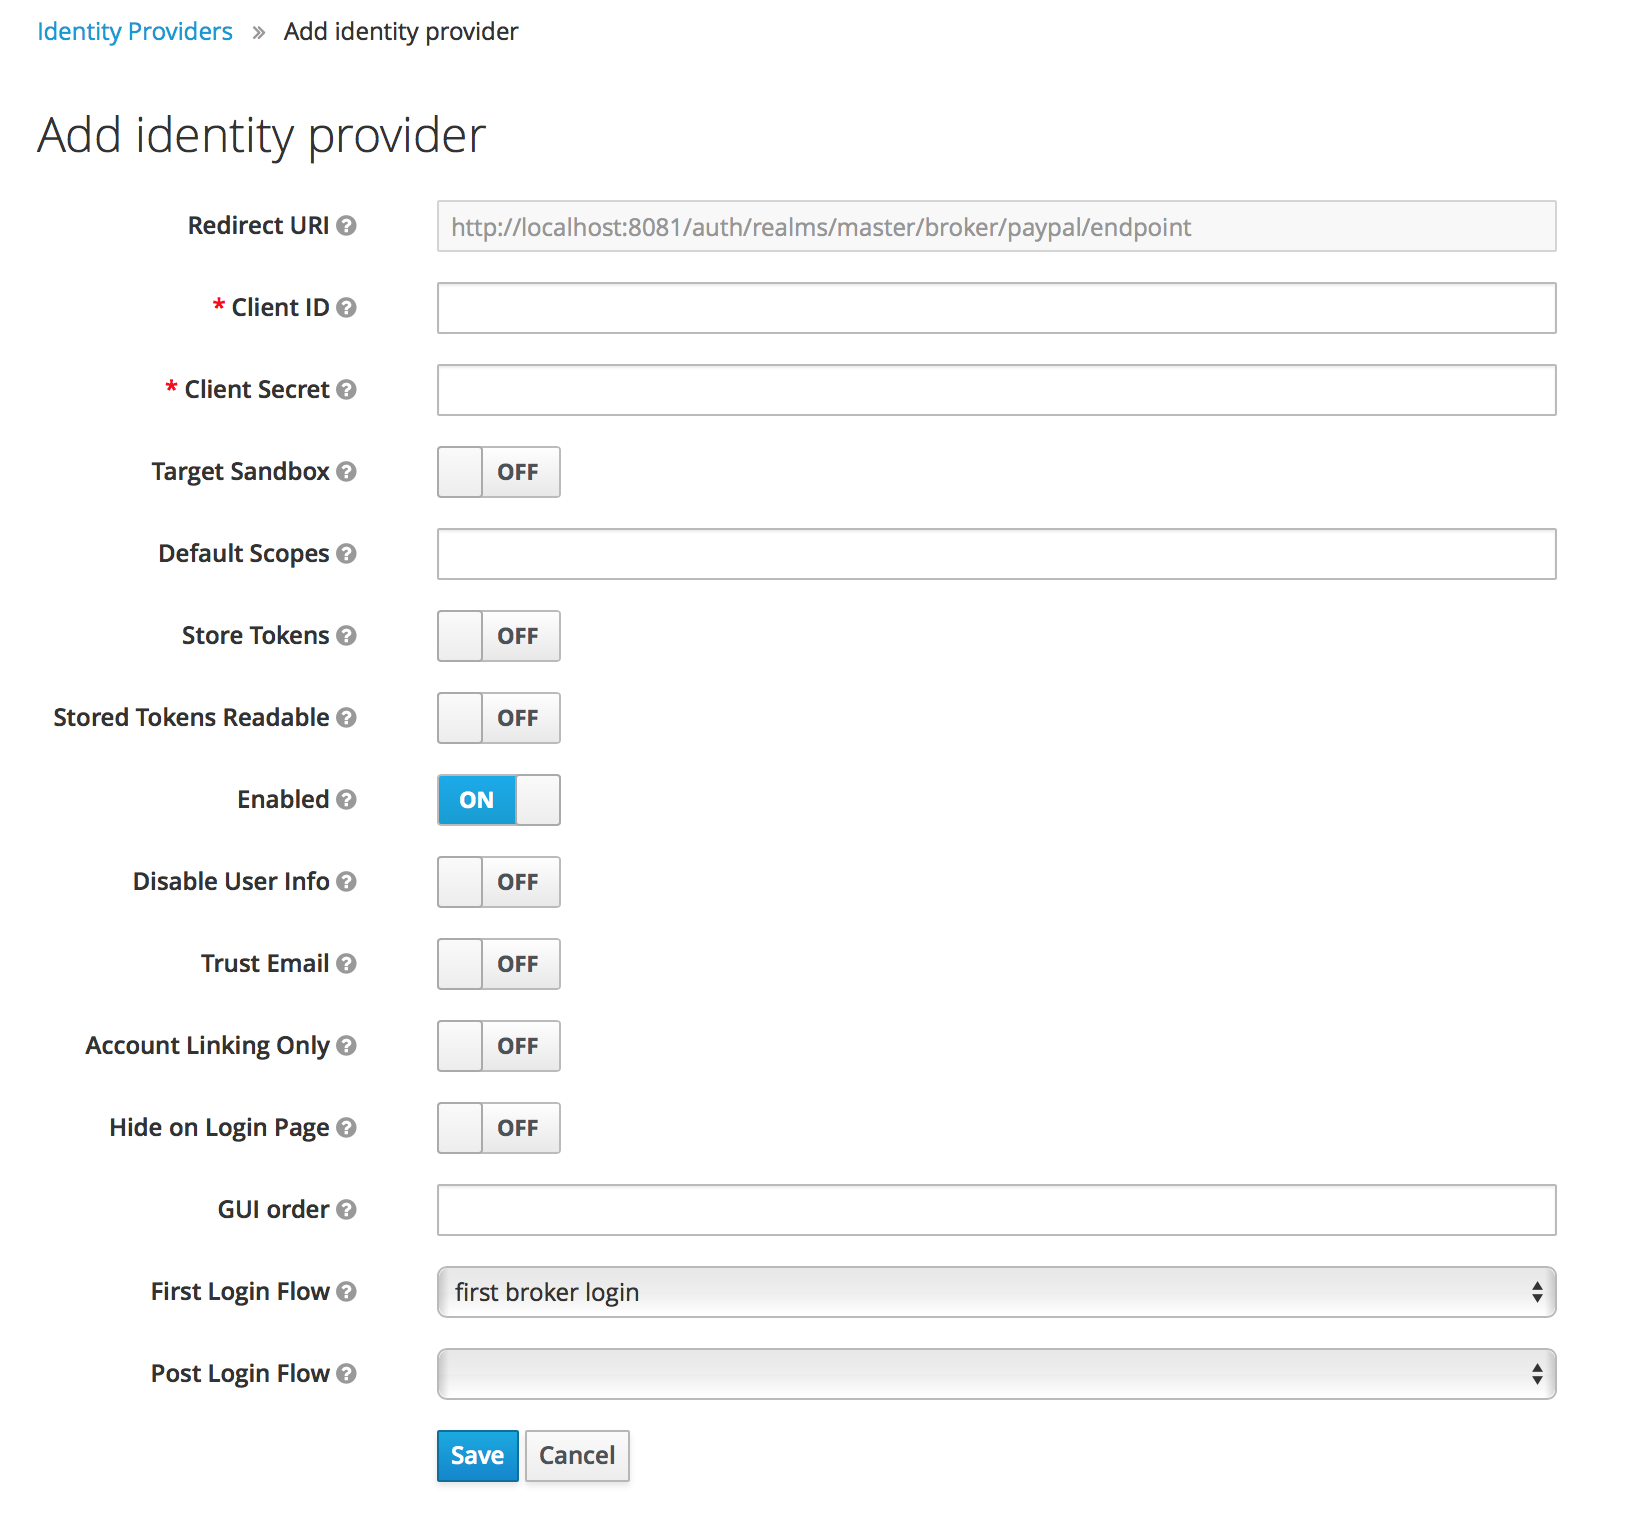 Identity Providers » Add identity provider
Add identity provider
Redirect URI http://localhost:8081/auth/realms/master/broker/paypal/endpoint
* Client ID
* Client Secret
Target Sandbox OFF
Default Scopes
Store Tokens OFF
Stored Tokens Readable OFF
Enabled ON
Disable User Info OFF
Trust Email OFF
Account Linking Only OFF
Hide on Login Page OFF
GUI order
First Login Flow first broker login
Post Login Flow
Save Cancel